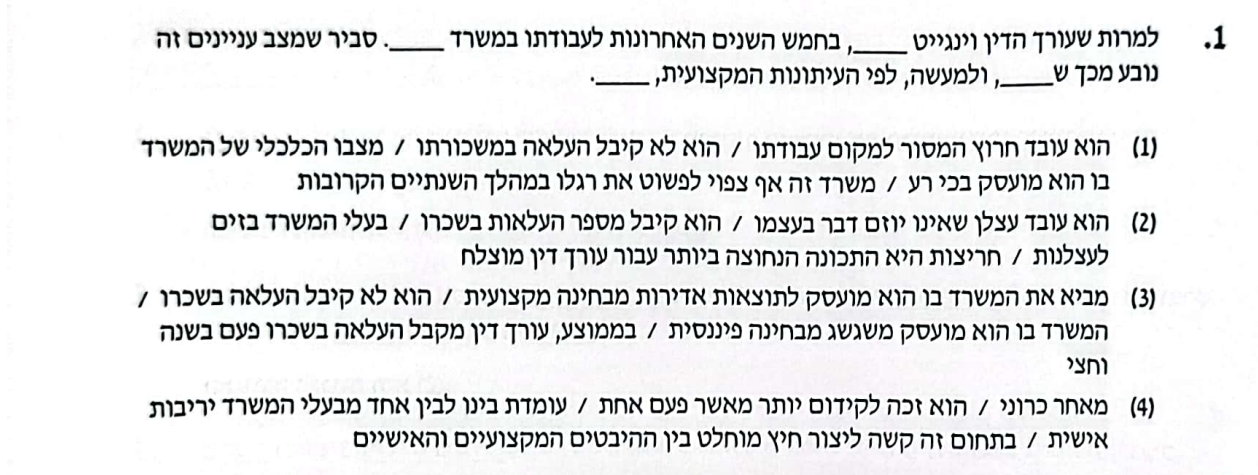 1. למרות שעורך הדין וינגייט ____, בחמש השנים האחרונות לעבודתו במשרד ____. סביר שמצב עניינים זה
נובע מכך ש____, ולמעשה, לפי העיתונות המקצועית, ____.
(1) הוא עובד חרוץ המסור למקום עבודתו / הוא לא קיבל העלאה במשכורתו / מצבו הכלכלי של המשרד
בו הוא מועסק בכי רע / משרד זה אף צפוי לפשוט את רגלו במהלך השנתיים הקרובות
(2) הוא עובד עצלן שאינו יוזם דבר בעצמו / הוא קיבל מספר העלאות בשכרו / בעלי המשרד בזים
לעצלנות / חריצות היא התכונה הנחוצה ביותר עבור עורך דין מוצלח
(3) מביא את המשרד בו הוא מועסק לתוצאות אדירות מבחינה מקצועית / הוא לא קיבל העלאה בשכרו /
המשרד בו הוא מועסק משגשג מבחינה פיננסית / בממוצע, עורך דין מקבל העלאה בשכרו פעם בשנה
וחצי
(4) מאחר כרוני / הוא זכה לקידום יותר מאשר פעם אחת / עומדת בינו לבין אחד מבעלי המשרד יריבות
אישית / בתחום זה קשה ליצור חיץ מוחלט בין ההיבטים המקצועיים והאישיים